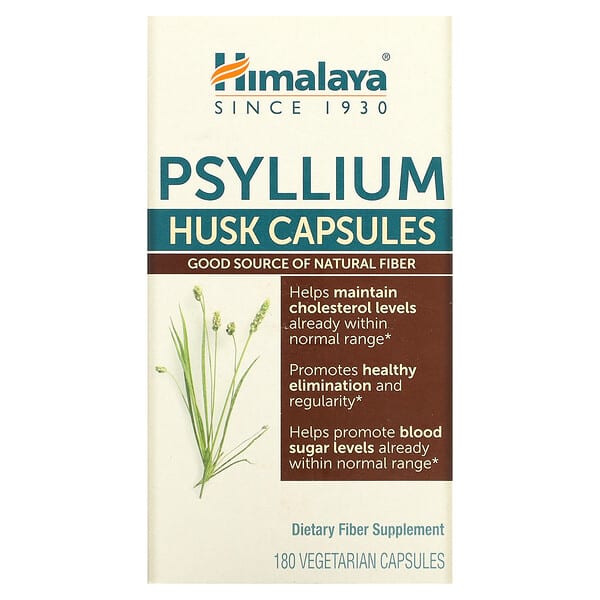 Himalaya®
SINCE 1930
PSYLLIUM
HUSK CAPSULES
GOOD SOURCE OF NATURAL FIBER
Helps maintain
cholesterol levels
already within
normal range*
Promotes healthy
elimination and
regularity*
Helps promote blood
sugar levels already
within normal range*
Dietary Fiber Supplement
180 VEGETARIAN CAPSULES